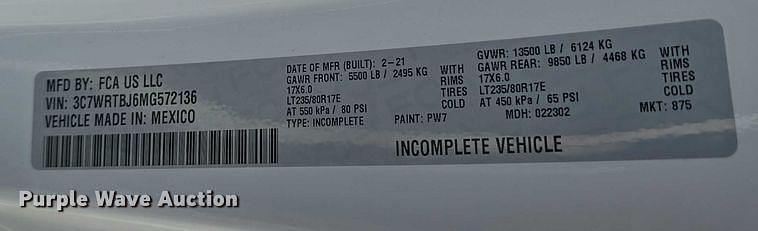 MFD BY: FCA US LLC
VIN: 3C7WRTBJ6MG572136
VEHICLE MADE IN: MEXICO
DATE OF MFR (BUILT): 2-21
GAWR FRONT: 5500 LB / 2495 KG WITH
17X6.0 RIMS
LT235/80R17E TIRES
AT 550 kPa / 80 PSI COLD
TYPE: INCOMPLETE PAINT: PW7
GVWR: 13500 LB / 6124 KG
GAWR REAR: 9850 LB / 4468 KG WITH
17X6.0 RIMS
LT235/80R17E TIRES
AT 450 kPa / 65 PSI COLD
MDH: 022302 MKT: 875
INCOMPLETE VEHICLE
Purple Wave Auction